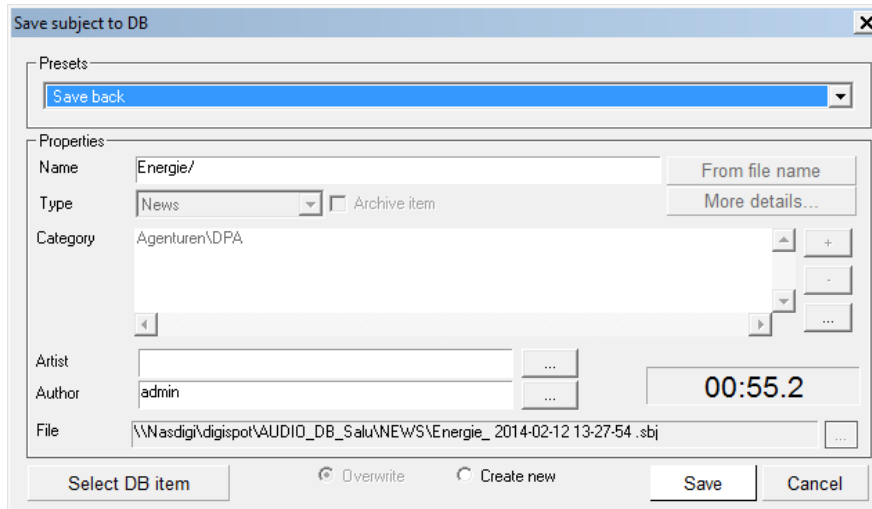 Save subject to DB
Presets
Save back
Properties
Name Energie/ From file name
Type News Archive item More details...
Category Agenturen\DPA +
-
...
Artist ...
Author admin ... 00:55.2
File \\Nasdigi\digispot\AUDIO_DB_Salu\NEWS\Energie_ 2014-02-12 13-27-54 .sbj ...
Select DB item Overwrite Create new Save Cancel